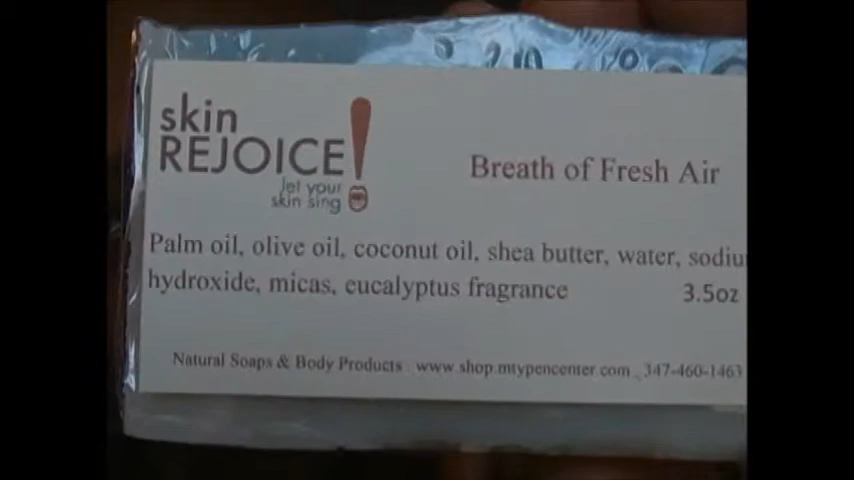 skin
REJOICE!
let your
skin sing
Breath of Fresh Air
Palm oil, olive oil, coconut oil, shea butter, water, sodiu
hydroxide, micas, eucalyptus fragrance 3.5oz
Natural Soaps & Body Products www.shop.mtypencenter.com 347-460-1463